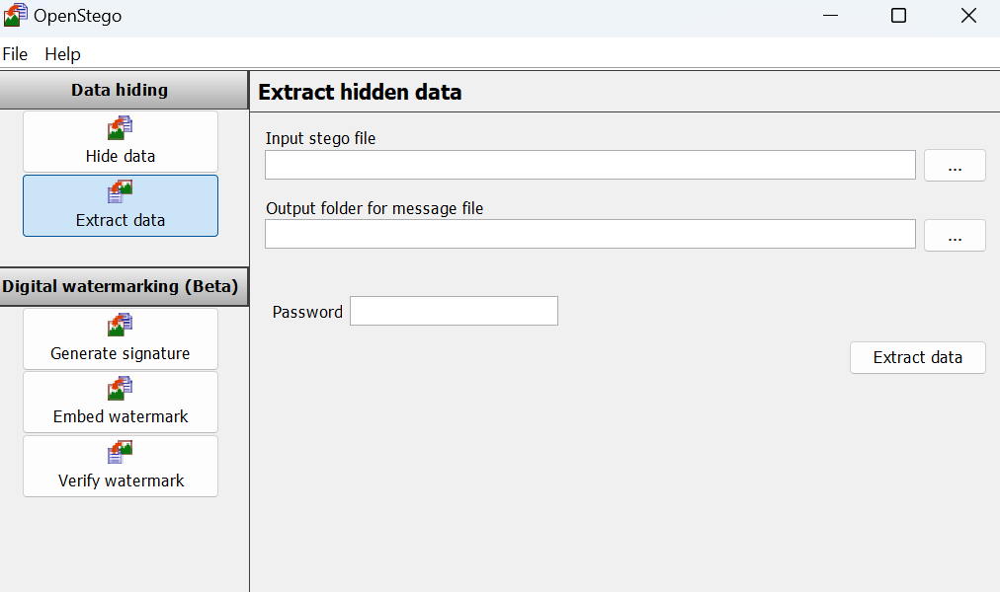 OpenStego
File Help
Data hiding
Hide data
Extract data
Digital watermarking (Beta)
Generate signature
Embed watermark
Verify watermark
Extract hidden data
Input stego file
...
Output folder for message file
...
Password
Extract data